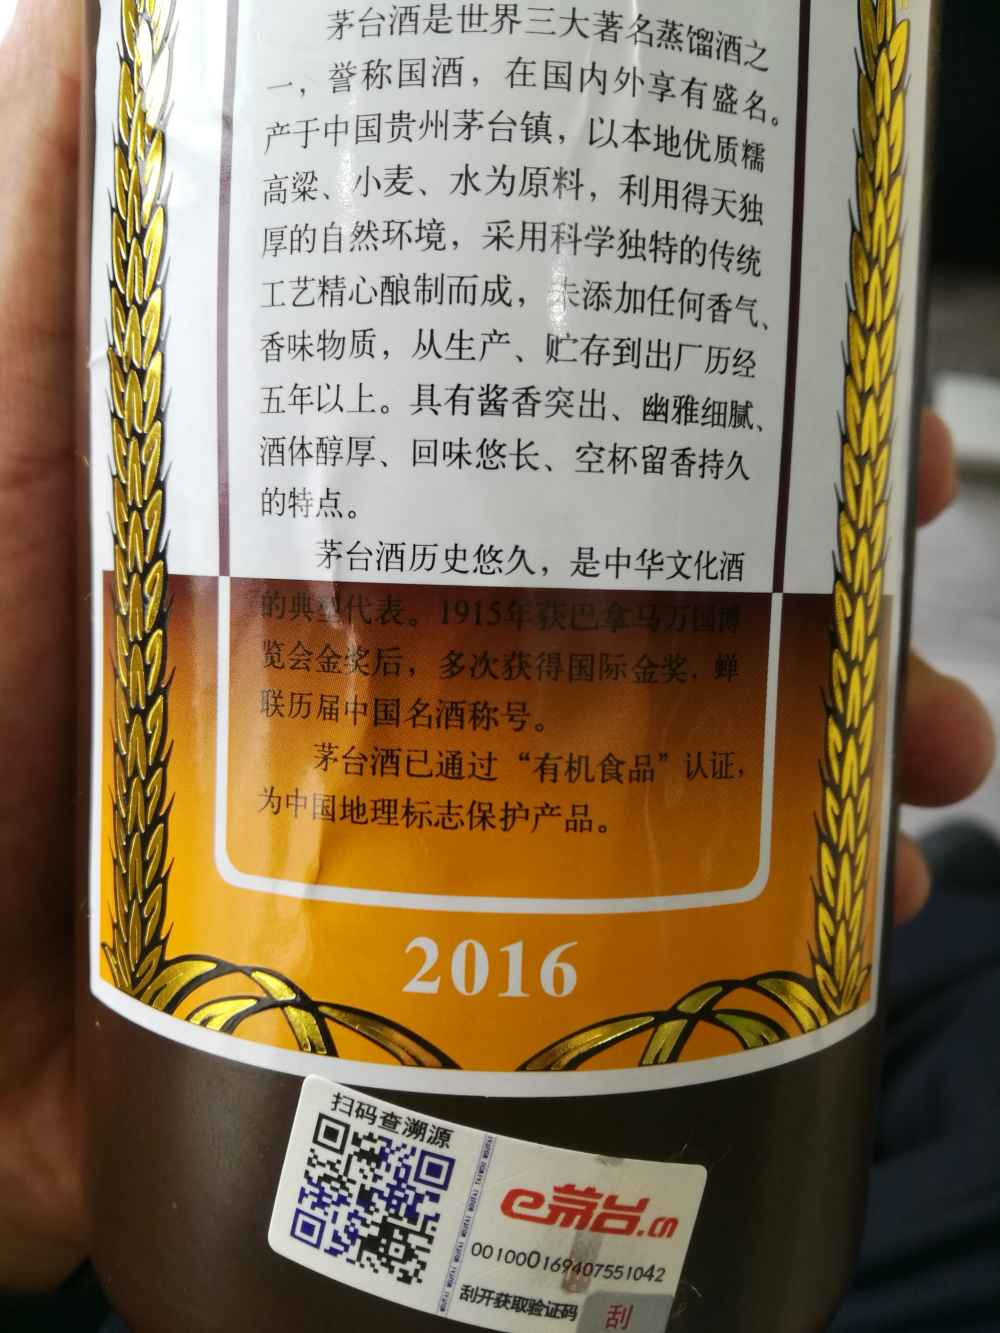 茅台酒是世界三大著名蒸馏酒之
一，誉称国酒，在国内外享有盛名。
产于中国贵州茅台镇，以本地优质糯
高粱、小麦、水为原料，利用得天独
厚的自然环境，采用科学独特的传统
工艺精心酿制而成，未添加任何香气、
香味物质，从生产、贮存到出厂历经
五年以上。具有酱香突出、幽雅细腻、
酒体醇厚、回味悠长、空杯留香持久
的特点。
茅台酒历史悠久，是中华文化酒
的典型代表。1915年获巴拿马万国博
览会金奖后，多次获得国际金奖，蝉
联历届中国名酒称号。
茅台酒已通过“有机食品”认证，
为中国地理标志保护产品。
2016
扫码查溯源
e茅台.cn
001000169407551042
刮开获取验证码
刮